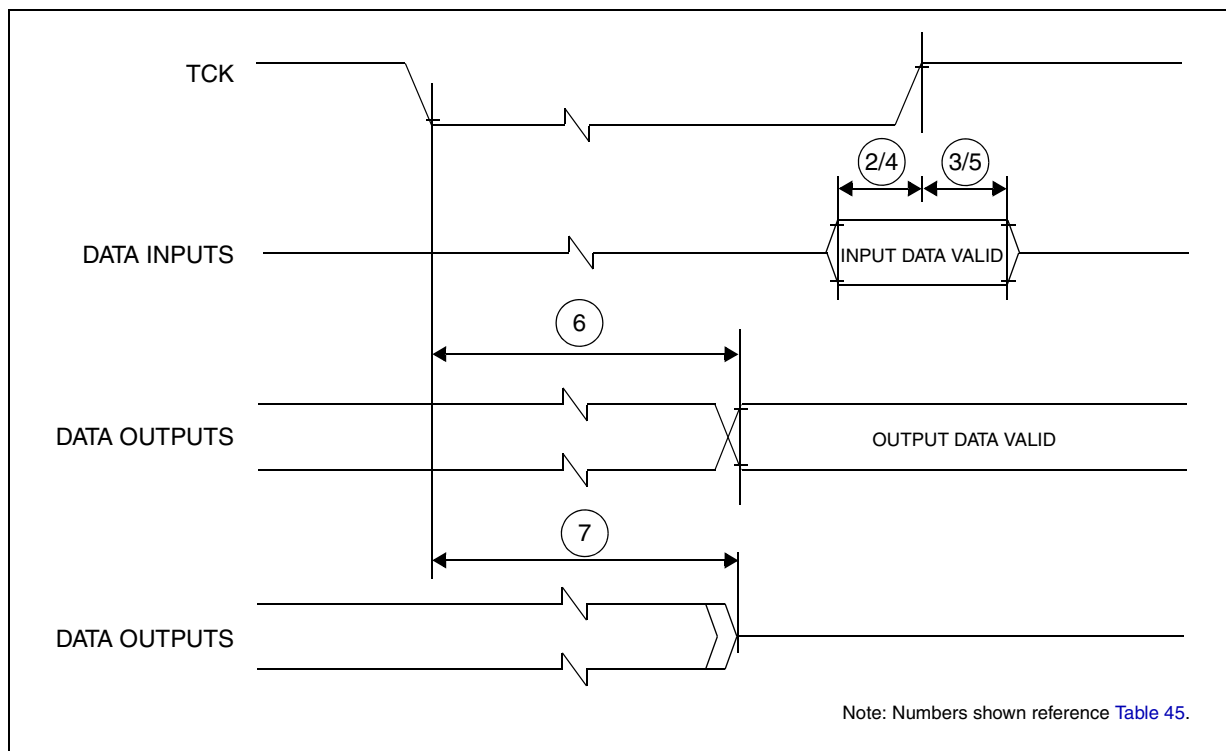 TCK
2/4
3/5
DATA INPUTS
INPUT DATA VALID
6
DATA OUTPUTS
OUTPUT DATA VALID
7
DATA OUTPUTS
Note: Numbers shown reference Table 45.